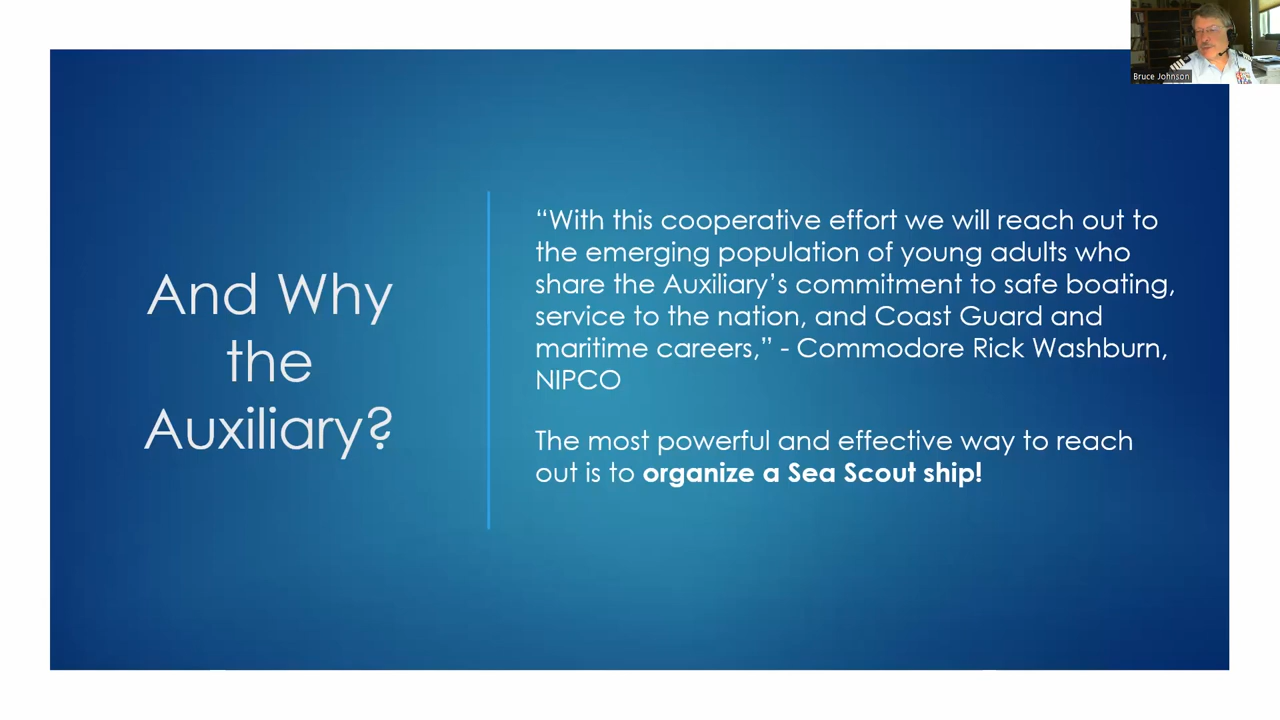 Bruce Johnson
And Why
the
Auxiliary?
“With this cooperative effort we will reach out to
the emerging population of young adults who
share the Auxiliary’s commitment to safe boating,
service to the nation, and Coast Guard and
maritime careers,” - Commodore Rick Washburn,
NIPCO
The most powerful and effective way to reach
out is to organize a Sea Scout ship!